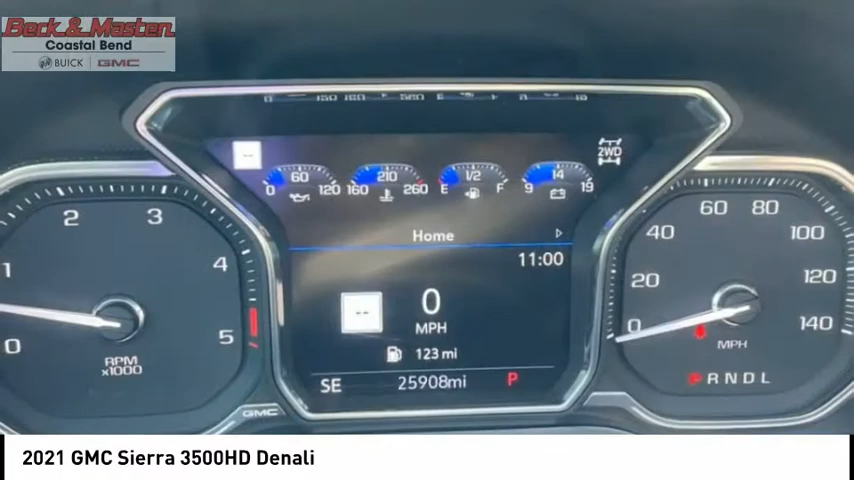 Beck & Masten
Coastal Bend
BUICK | GMC
0 60 120
160 210 260
E 1/2 F
9 14 19
2WD
Home
11:00
--
--
0
MPH
123 mi
SE 25908mi P
0 1 2 3 4 5
RPM
x1000
GMC
0 20 40 60 80 100 120 140
MPH
P R N D L
2021 GMC Sierra 3500HD Denali